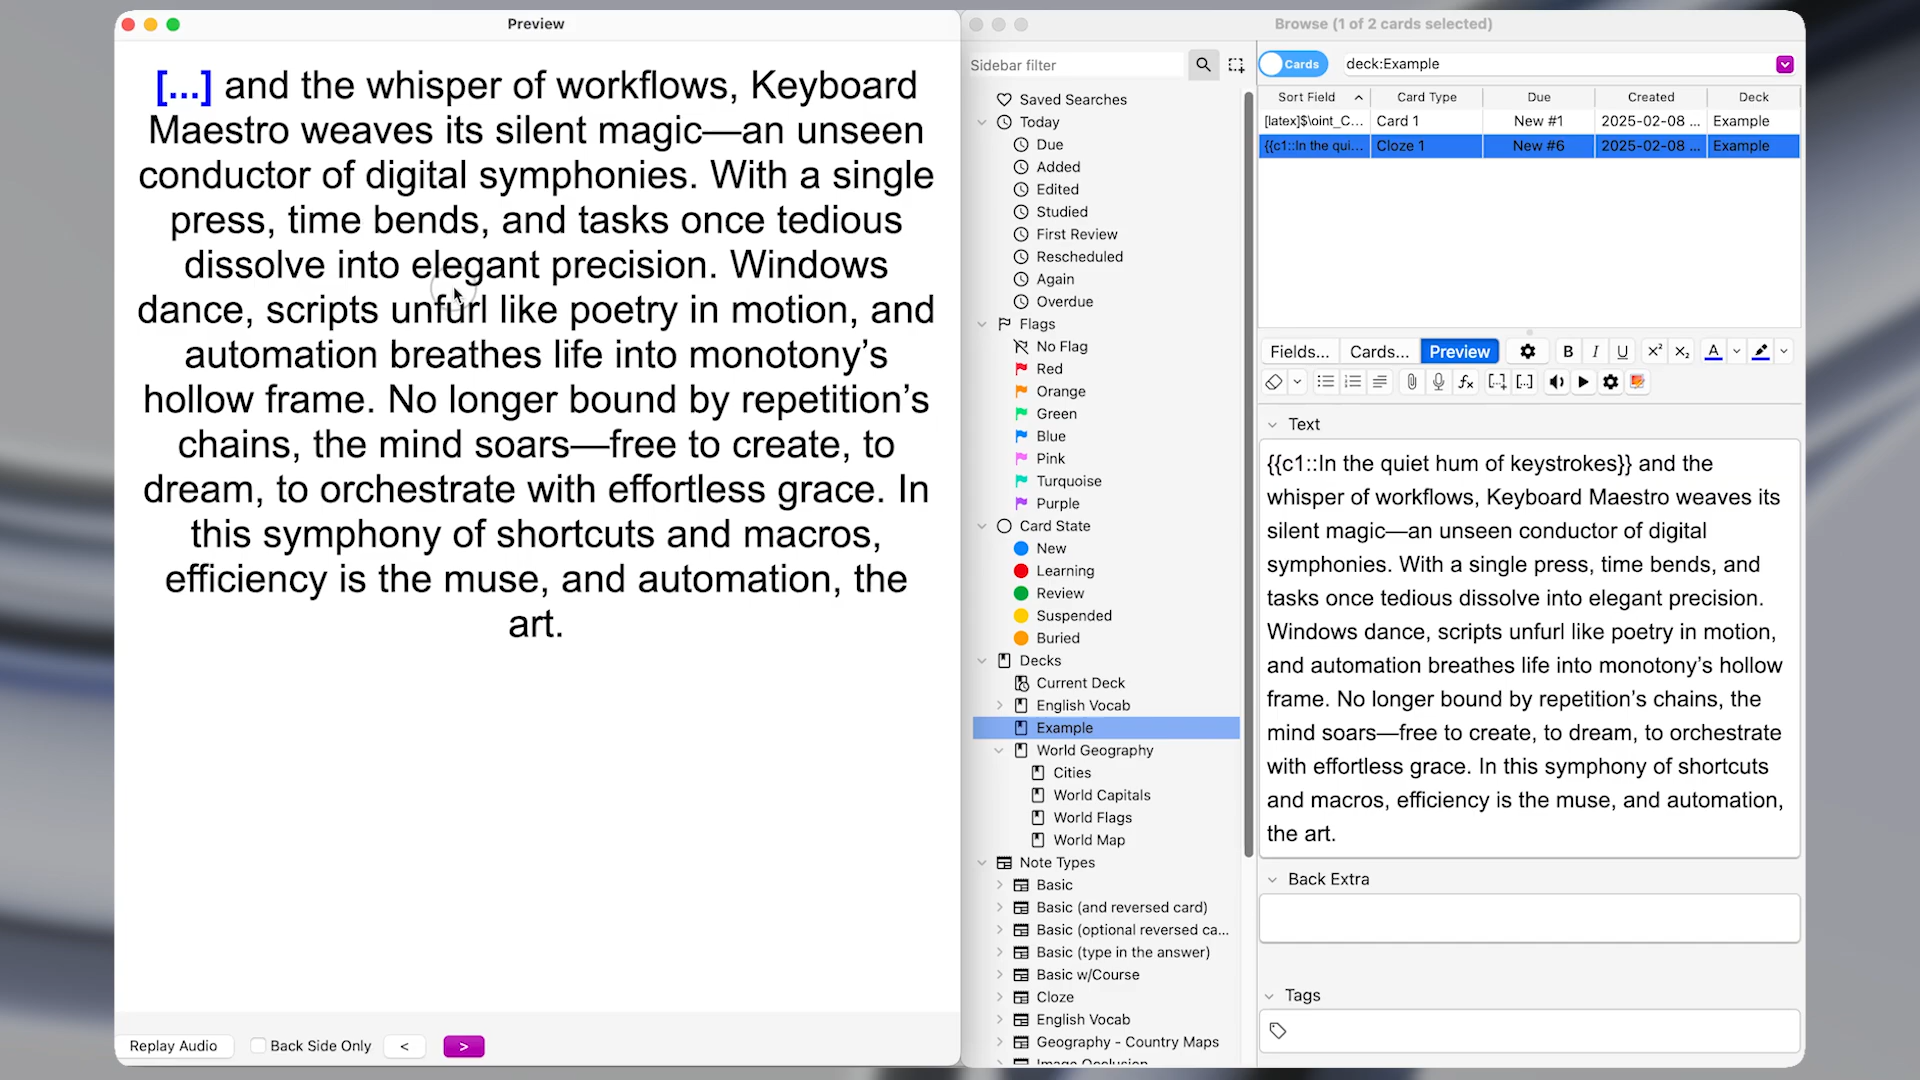 Preview
[...] and the whisper of workflows, Keyboard
Maestro weaves its silent magic—an unseen
conductor of digital symphonies. With a single
press, time bends, and tasks once tedious
dissolve into elegant precision. Windows
dance, scripts unfurl like poetry in motion, and
automation breathes life into monotony’s
hollow frame. No longer bound by repetition’s
chains, the mind soars—free to create, to
dream, to orchestrate with effortless grace. In
this symphony of shortcuts and macros,
efficiency is the muse, and automation, the
art.
Replay Audio
Back Side Only
<
>
Browse (1 of 2 cards selected)
Sidebar filter
Saved Searches
Today
Due
Added
Edited
Studied
First Review
Rescheduled
Again
Overdue
Flags
No Flag
Red
Orange
Green
Blue
Pink
Turquoise
Purple
Card State
New
Learning
Review
Suspended
Buried
Decks
Current Deck
English Vocab
Example
World Geography
Cities
World Capitals
World Flags
World Map
Note Types
Basic
Basic (and reversed card)
Basic (optional reversed ca...
Basic (type in the answer)
Basic w/Course
Cloze
English Vocab
Geography - Country Maps
Image Occlusion
Cards
deck:Example
Sort Field Card Type Due Created Deck
[latex]$\oint_C... Card 1 New #1 2025-02-08 ... Example
{{c1::In the qui... Cloze 1 New #6 2025-02-08 ... Example
Fields... Cards... Preview B I U x² x₂ A
fx [...] [...]
Text
{{c1::In the quiet hum of keystrokes}} and the
whisper of workflows, Keyboard Maestro weaves its
silent magic—an unseen conductor of digital
symphonies. With a single press, time bends, and
tasks once tedious dissolve into elegant precision.
Windows dance, scripts unfurl like poetry in motion,
and automation breathes life into monotony’s hollow
frame. No longer bound by repetition’s chains, the
mind soars—free to create, to dream, to orchestrate
with effortless grace. In this symphony of shortcuts
and macros, efficiency is the muse, and automation,
the art.
Back Extra
Tags